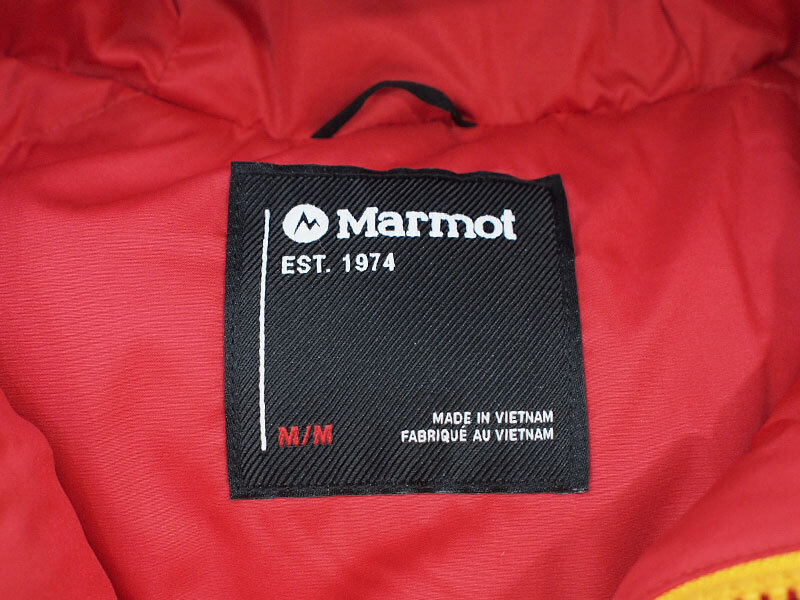 Marmot
EST. 1974
M/M
MADE IN VIETNAM
FABRIQUÉ AU VIETNAM